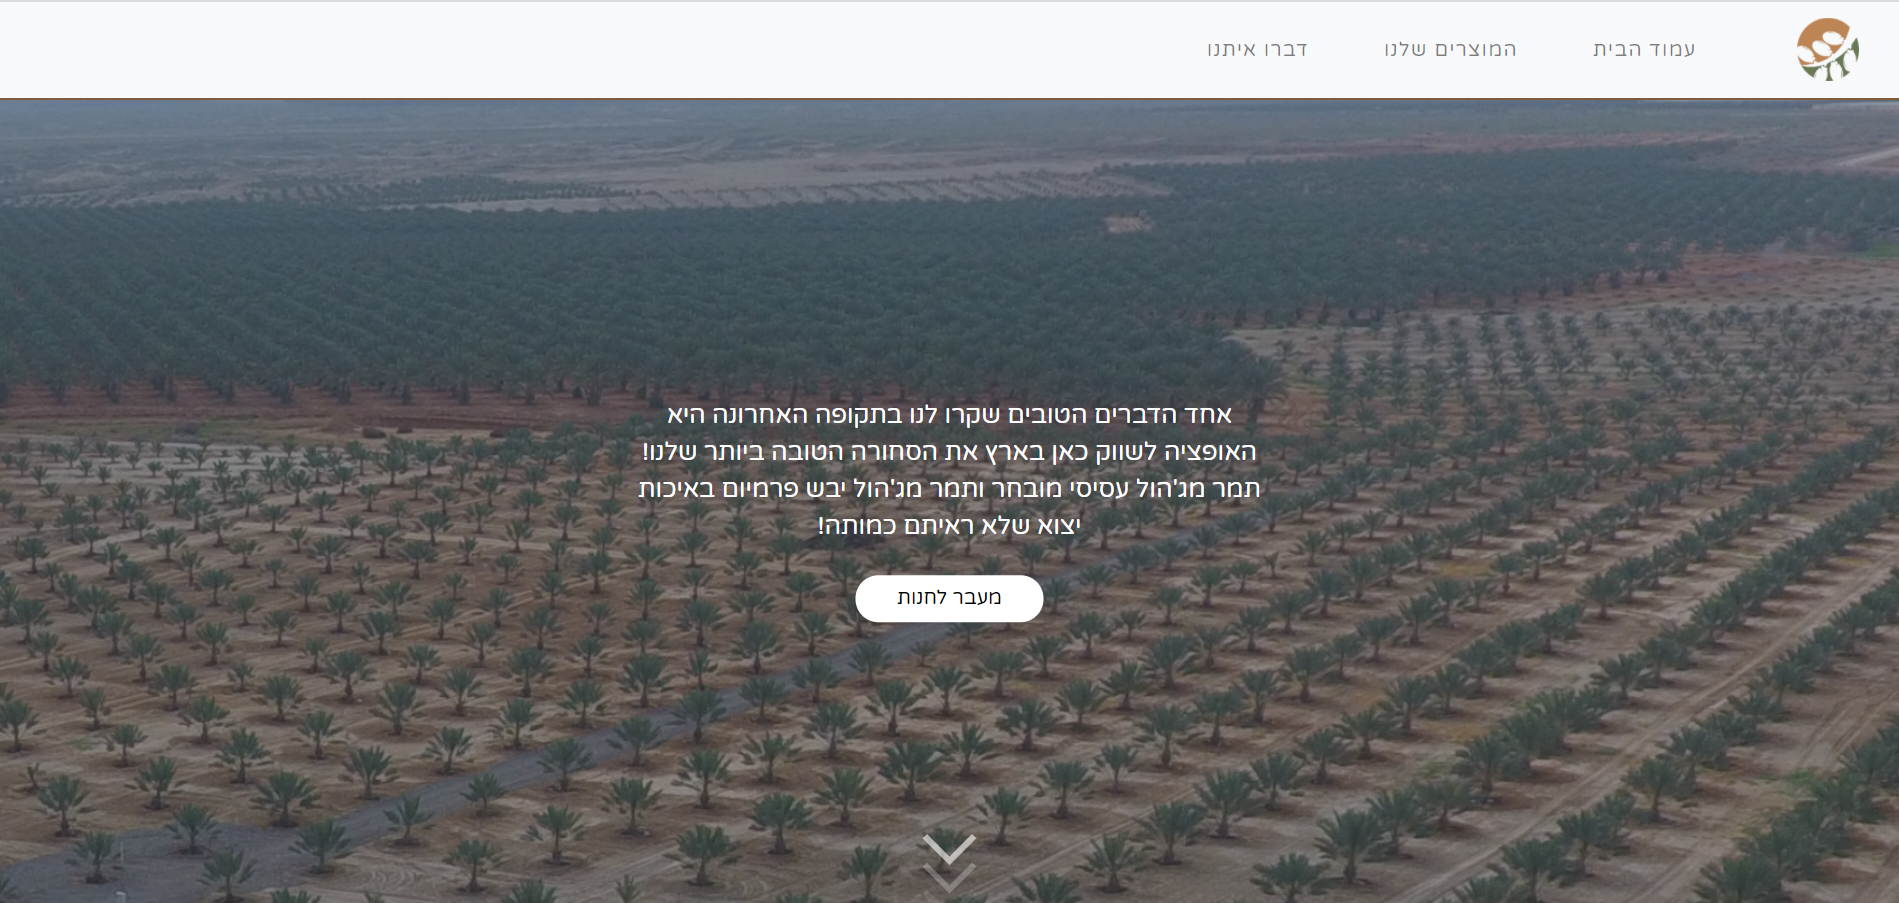 עמוד הבית
המוצרים שלנו
דברו איתנו
אחד הדברים הטובים שקרו לנו בתקופה האחרונה היא
האופציה לשווק כאן בארץ את הסחורה הטובה ביותר שלנו!
תמר מג'הול עסיסי מובחר ותמר מג'הול יבש פרמיום באיכות
יצוא שלא ראיתם כמותה!
מעבר לחנות